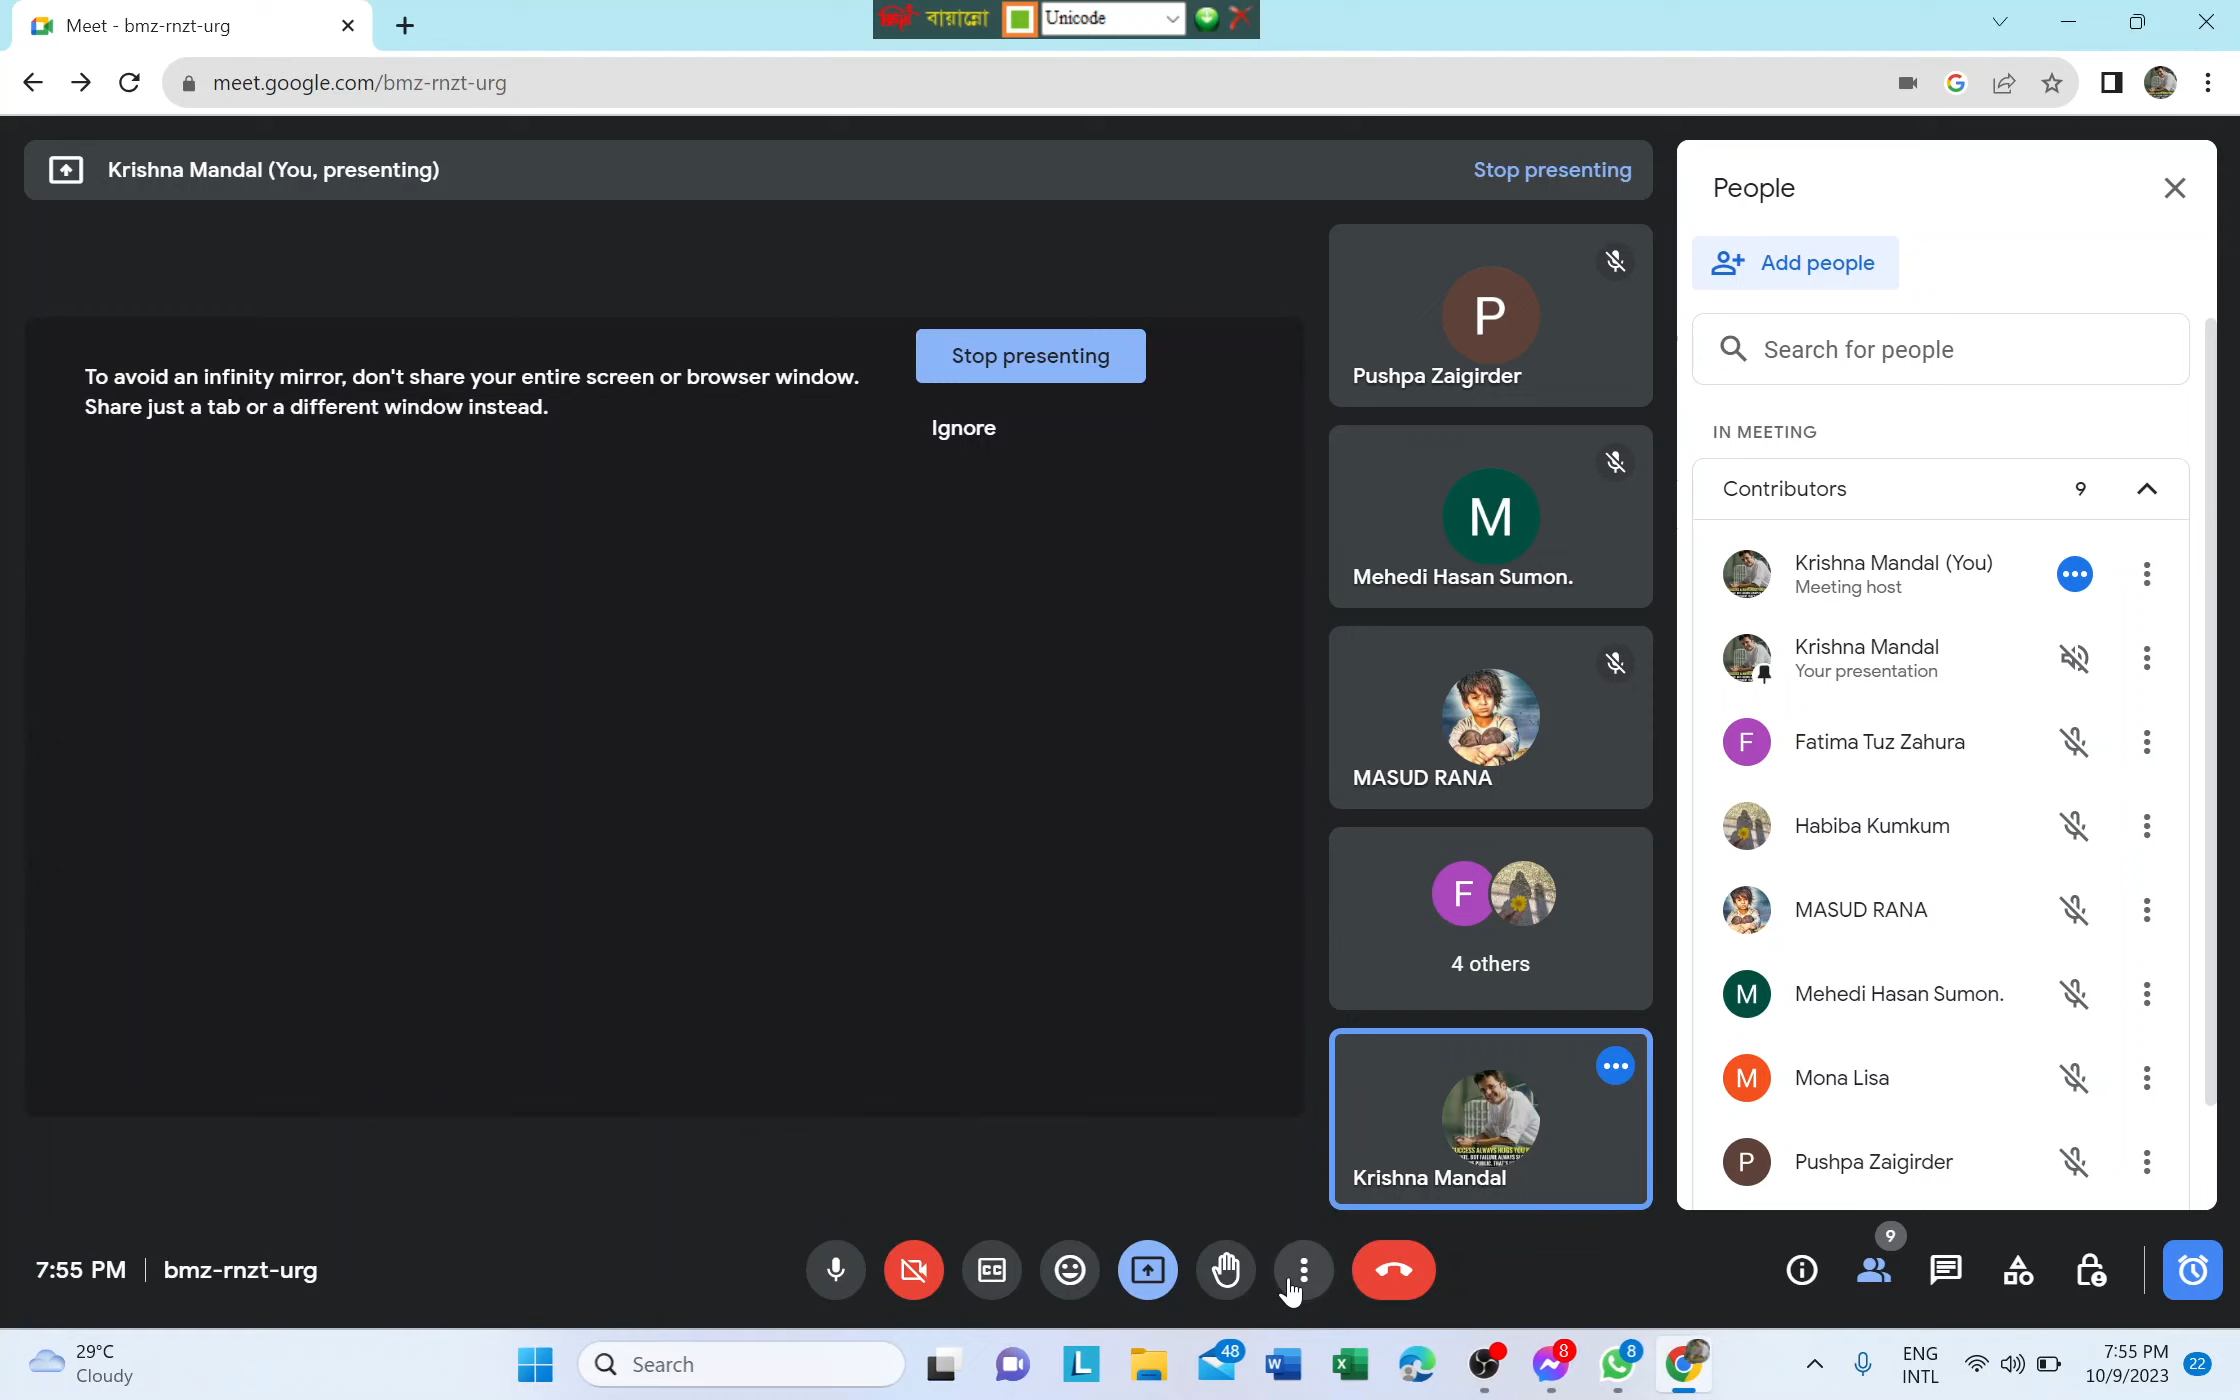 Meet - bmz-rnzt-urg
বায়ান্নো
Unicode
meet.google.com/bmz-rnzt-urg
Krishna Mandal (You, presenting)
Stop presenting
To avoid an infinity mirror, don't share your entire screen or browser window.
Share just a tab or a different window instead.
Stop presenting
Ignore
P
Pushpa Zaigirder
M
Mehedi Hasan Sumon.
MASUD RANA
F
4 others
SUCCESS ALWAYS HUGS YOU
Krishna Mandal
People
Add people
Search for people
IN MEETING
Contributors 9
Krishna Mandal (You)
Meeting host
Krishna Mandal
Your presentation
F Fatima Tuz Zahura
Habiba Kumkum
MASUD RANA
M Mehedi Hasan Sumon.
M Mona Lisa
P Pushpa Zaigirder
7:55 PM | bmz-rnzt-urg
CC
9
29°C
Cloudy
Search
L
48
W
X
8
8
ENG
INTL
7:55 PM
10/9/2023
22